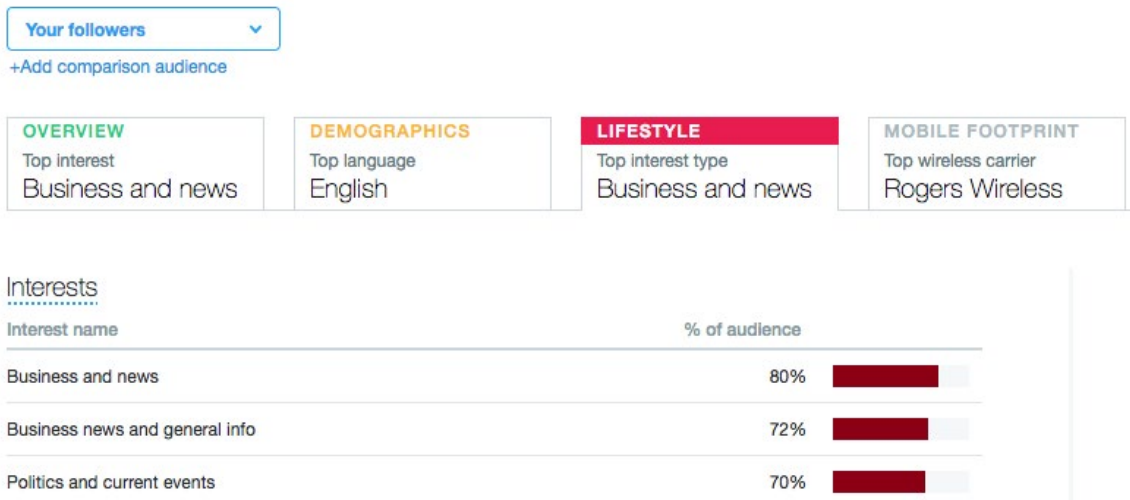 Your followers
+Add comparison audience
OVERVIEW
Top interest
Business and news
DEMOGRAPHICS
Top language
English
LIFESTYLE
Top interest type
Business and news
MOBILE FOOTPRINT
Top wireless carrier
Rogers Wireless
Interests
Interest name % of audience
Business and news 80%
Business news and general info 72%
Politics and current events 70%